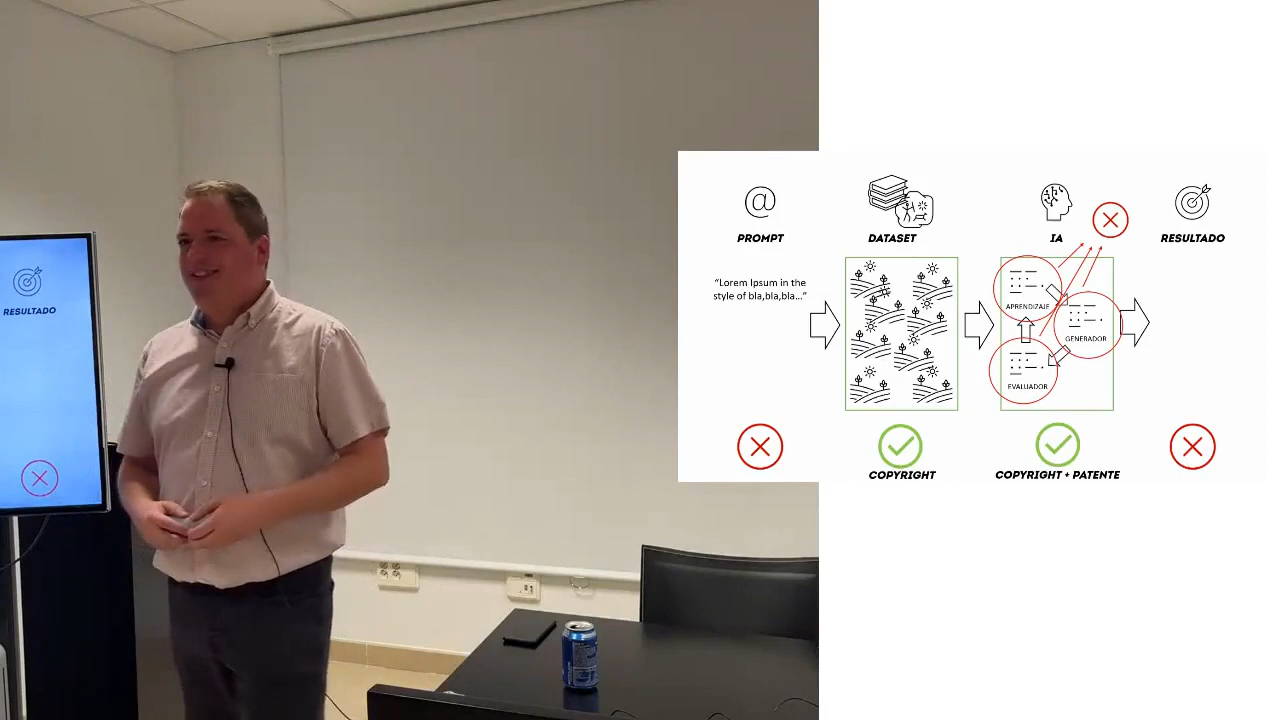 RESULTADO
@
PROMPT
DATASET
IA
RESULTADO
“Lorem Ipsum in the
style of bla,bla,bla…”
APRENDIZAJE
GENERADOR
EVALUADOR
COPYRIGHT
COPYRIGHT + PATENTE